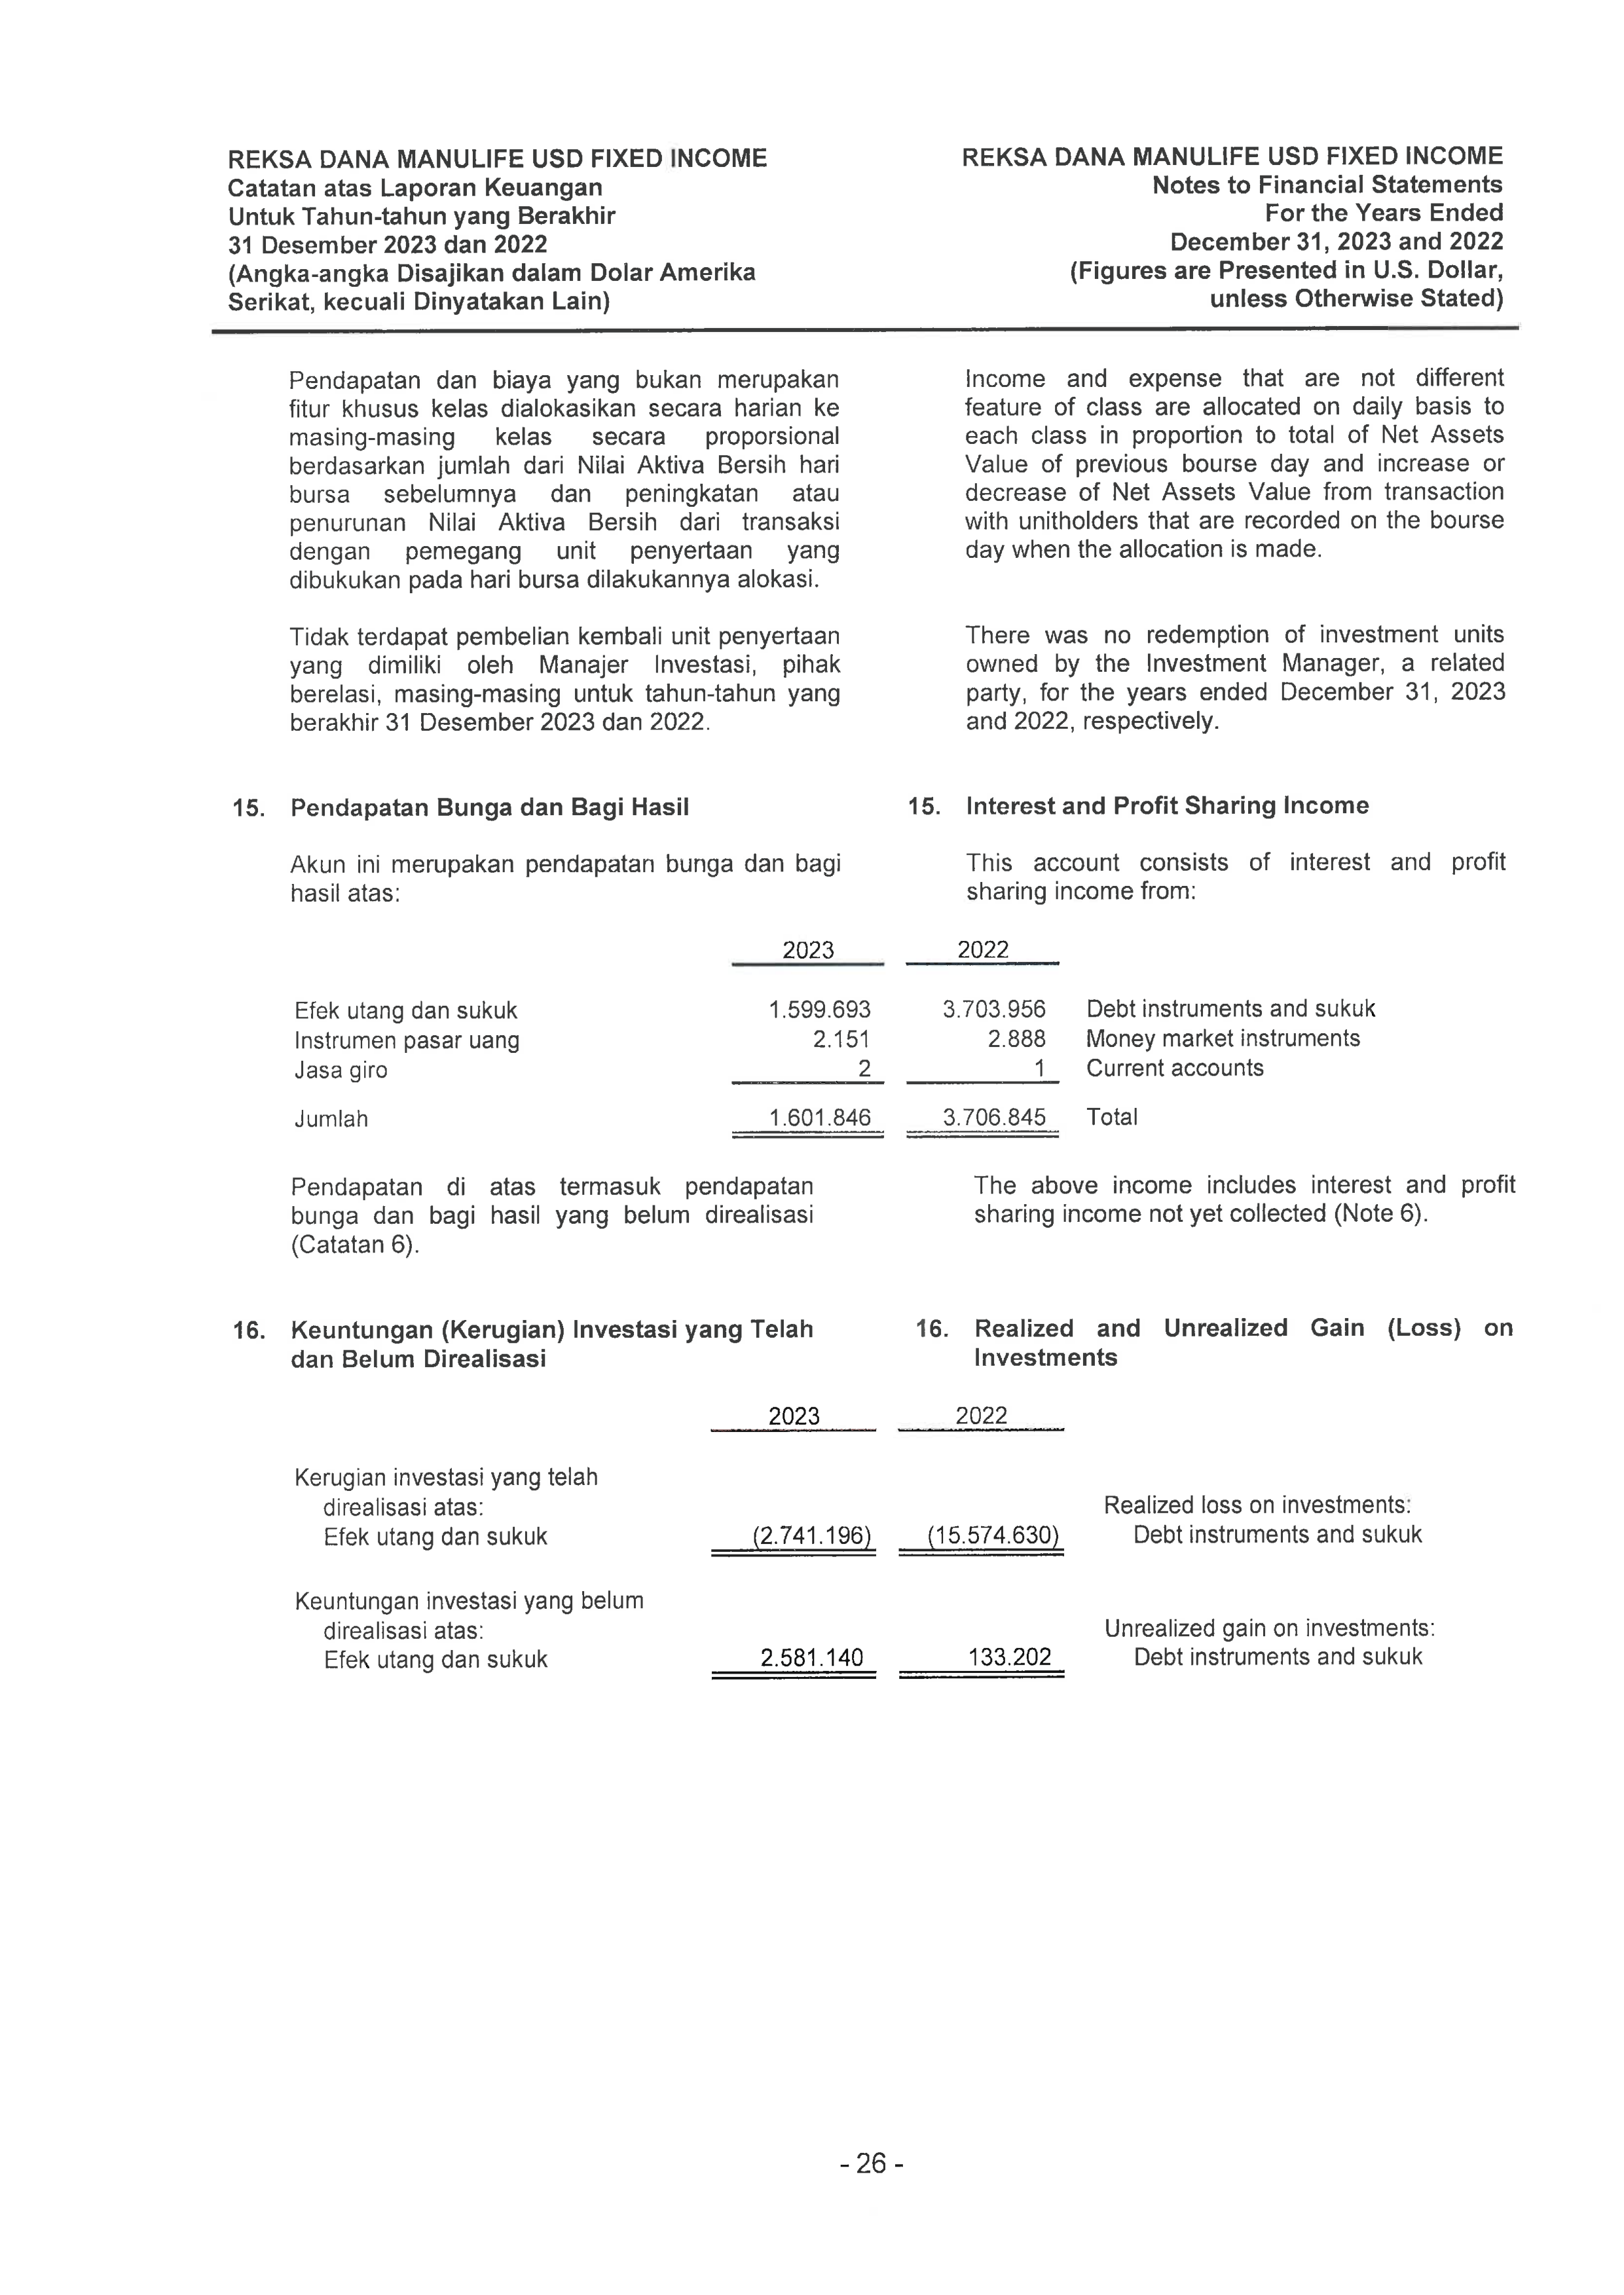 REKSA DANA MANULIFE USD FIXED INCOME
Catatan atas Laporan Keuangan
Untuk Tahun-tahun yang Berakhir
31 Desember 2023 dan 2022
(Angka-angka Disajikan dalam Dolar Amerika
Serikat, kecuali Dinyatakan Lain)
REKSA DANA MANULIFE USD FIXED INCOME
Notes to Financial Statements
For the Years Ended
December 31, 2023 and 2022
(Figures are Presented in U.S. Dollar,
unless Otherwise Stated)
Pendapatan dan biaya yang bukan merupakan
fitur khusus kelas dialokasikan secara harian ke
masing-masing kelas secara proporsional
berdasarkan jumlah dari Nilai Aktiva Bersih hari
bursa sebelumnya dan peningkatan atau
penurunan Nilai Aktiva Bersih dari transaksi
dengan pemegang unit penyertaan yang
dibukukan pada hari bursa dilakukannya alokasi.
Income and expense that are not different
feature of class are allocated on daily basis to
each class in proportion to total of Net Assets
Value of previous bourse day and increase or
decrease of Net Assets Value from transaction
with unitholders that are recorded on the bourse
day when the allocation is made.
Tidak terdapat pembelian kembali unit penyertaan
yang dimiliki oleh Manajer Investasi, pihak
berelasi, masing-masing untuk tahun-tahun yang
berakhir 31 Desember 2023 dan 2022.
There was no redemption of investment units
owned by the Investment Manager, a related
party, for the years ended December 31, 2023
and 2022, respectively.
15. Pendapatan Bunga dan Bagi Hasil
15. Interest and Profit Sharing Income
Akun ini merupakan pendapatan bunga dan bagi
hasil atas:
This account consists of interest and profit
sharing income from:
2023 2022
Efek utang dan sukuk 1.599.693 3.703.956 Debt instruments and sukuk
Instrumen pasar uang 2.151 2.888 Money market instruments
Jasa giro 2 1 Current accounts
Jumlah 1.601.846 3.706.845 Total
Pendapatan di atas termasuk pendapatan
bunga dan bagi hasil yang belum direalisasi
(Catatan 6).
The above income includes interest and profit
sharing income not yet collected (Note 6).
16. Keuntungan (Kerugian) Investasi yang Telah
dan Belum Direalisasi
16. Realized and Unrealized Gain (Loss) on
Investments
2023 2022
Kerugian investasi yang telah
direalisasi atas: Realized loss on investments:
Efek utang dan sukuk (2.741.196) (15.574.630) Debt instruments and sukuk
Keuntungan investasi yang belum
direalisasi atas: Unrealized gain on investments:
Efek utang dan sukuk 2.581.140 133.202 Debt instruments and sukuk
- 26 -